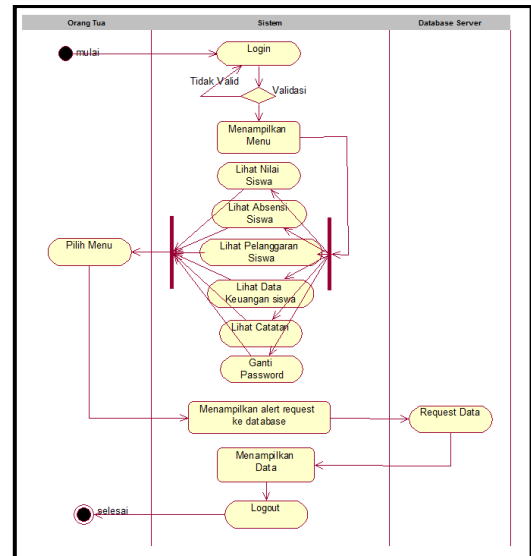 Orang Tua
Sistem
Database Server
mulai
Login
Tidak Valid
Validasi
Menampilkan
Menu
Lihat Nilai
Siswa
Lihat Absensi
Siswa
Pilih Menu
Lihat Pelanggaran
Siswa
Lihat Data
Keuangan siswa
Lihat Catatan
Ganti
Password
Menampilkan alert request
ke database
Request Data
Menampilkan
Data
selesai
Logout